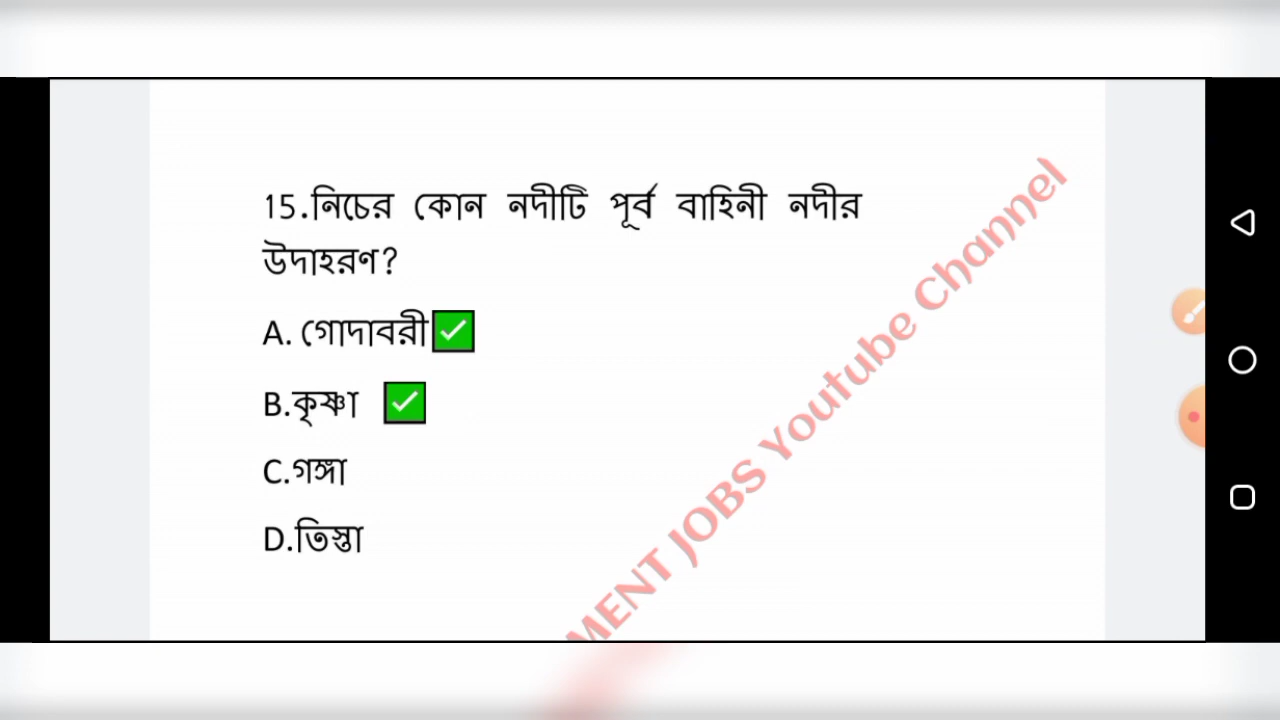 15.নিচের কোন নদীটি পূর্ব বাহিনী নদীর
উদাহরণ?
A. গোদাবরী
B.কৃষ্ণা
C.গঙ্গা
D.তিস্তা
MENT JOBS Youtube Channel